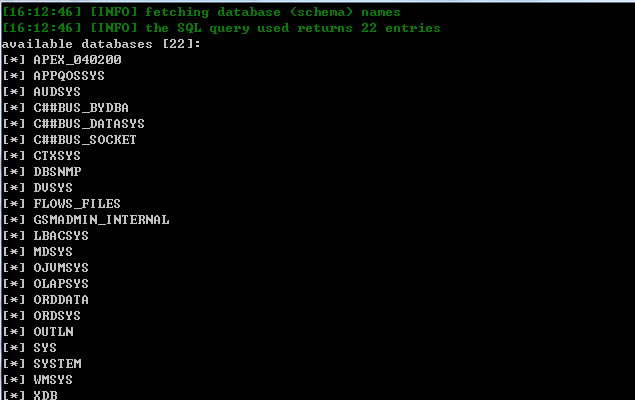 [16:12:46] [INFO] fetching database <schema> names
[16:12:46] [INFO] the SQL query used returns 22 entries
available databases [22]:
[*] APEX_040200
[*] APPQOSSYS
[*] AUDSYS
[*] C##BUS_BYDBA
[*] C##BUS_DATASYS
[*] C##BUS_SOCKET
[*] CTXSYS
[*] DBSNMP
[*] DVSYS
[*] FLOWS_FILES
[*] GSMADMIN_INTERNAL
[*] LBACSYS
[*] MDSYS
[*] OJVMSYS
[*] OLAPSYS
[*] ORDDATA
[*] ORDSYS
[*] OUTLN
[*] SYS
[*] SYSTEM
[*] WMSYS
[*] XDB